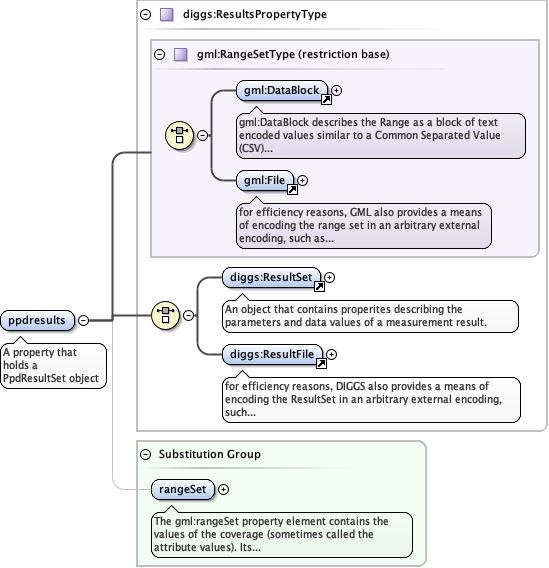 diggs:ResultsPropertyType
gml:RangeSetType (restriction base)
gml:DataBlock
gml:DataBlock describes the Range as a block of text
encoded values similar to a Common Separated Value
(CSV)...
gml:File
for efficiency reasons, GML also provides a means
of encoding the range set in an arbitrary external
encoding, such as...
diggs:ResultSet
An object that contains properites describing the
parameters and data values of a measurement result.
diggs:ResultFile
for efficiency reasons, DIGGS also provides a means of
encoding the ResultSet in an arbitrary external encoding,
such...
ppdresults
A property that
holds a
PpdResultSet object
Substitution Group
rangeSet
The gml:rangeSet property element contains the
values of the coverage (sometimes called the
attribute values). Its...